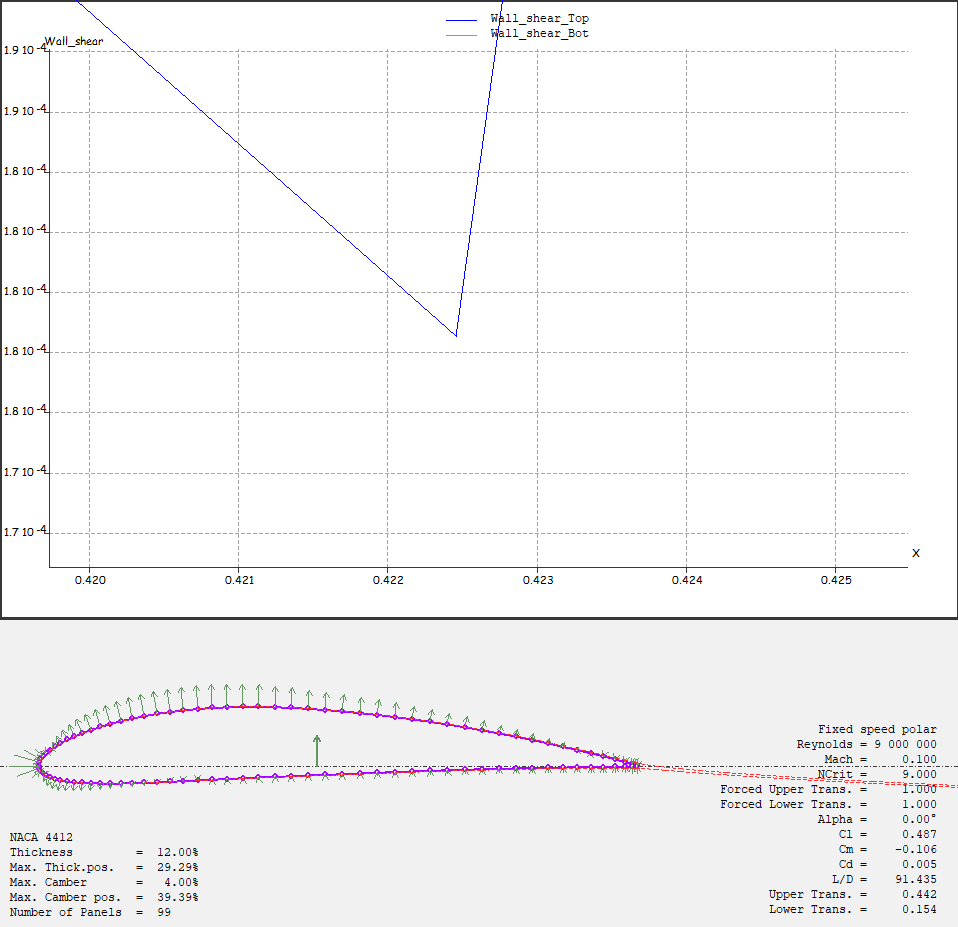 Wall_shear_Top
Wall_shear_Bot
Wall_shear
1.9 10⁻⁴
1.9 10⁻⁴
1.8 10⁻⁴
1.8 10⁻⁴
1.8 10⁻⁴
1.8 10⁻⁴
1.8 10⁻⁴
1.7 10⁻⁴
1.7 10⁻⁴
X
0.420 0.421 0.422 0.423 0.424 0.425
Fixed speed polar
Reynolds = 9 000 000
Mach = 0.100
NCrit = 9.000
Forced Upper Trans. = 1.000
Forced Lower Trans. = 1.000
Alpha = 0.00°
Cl = 0.487
Cm = -0.106
Cd = 0.005
L/D = 91.435
Upper Trans. = 0.442
Lower Trans. = 0.154
NACA 4412
Thickness = 12.00%
Max. Thick.pos. = 29.29%
Max. Camber = 4.00%
Max. Camber pos. = 39.39%
Number of Panels = 99